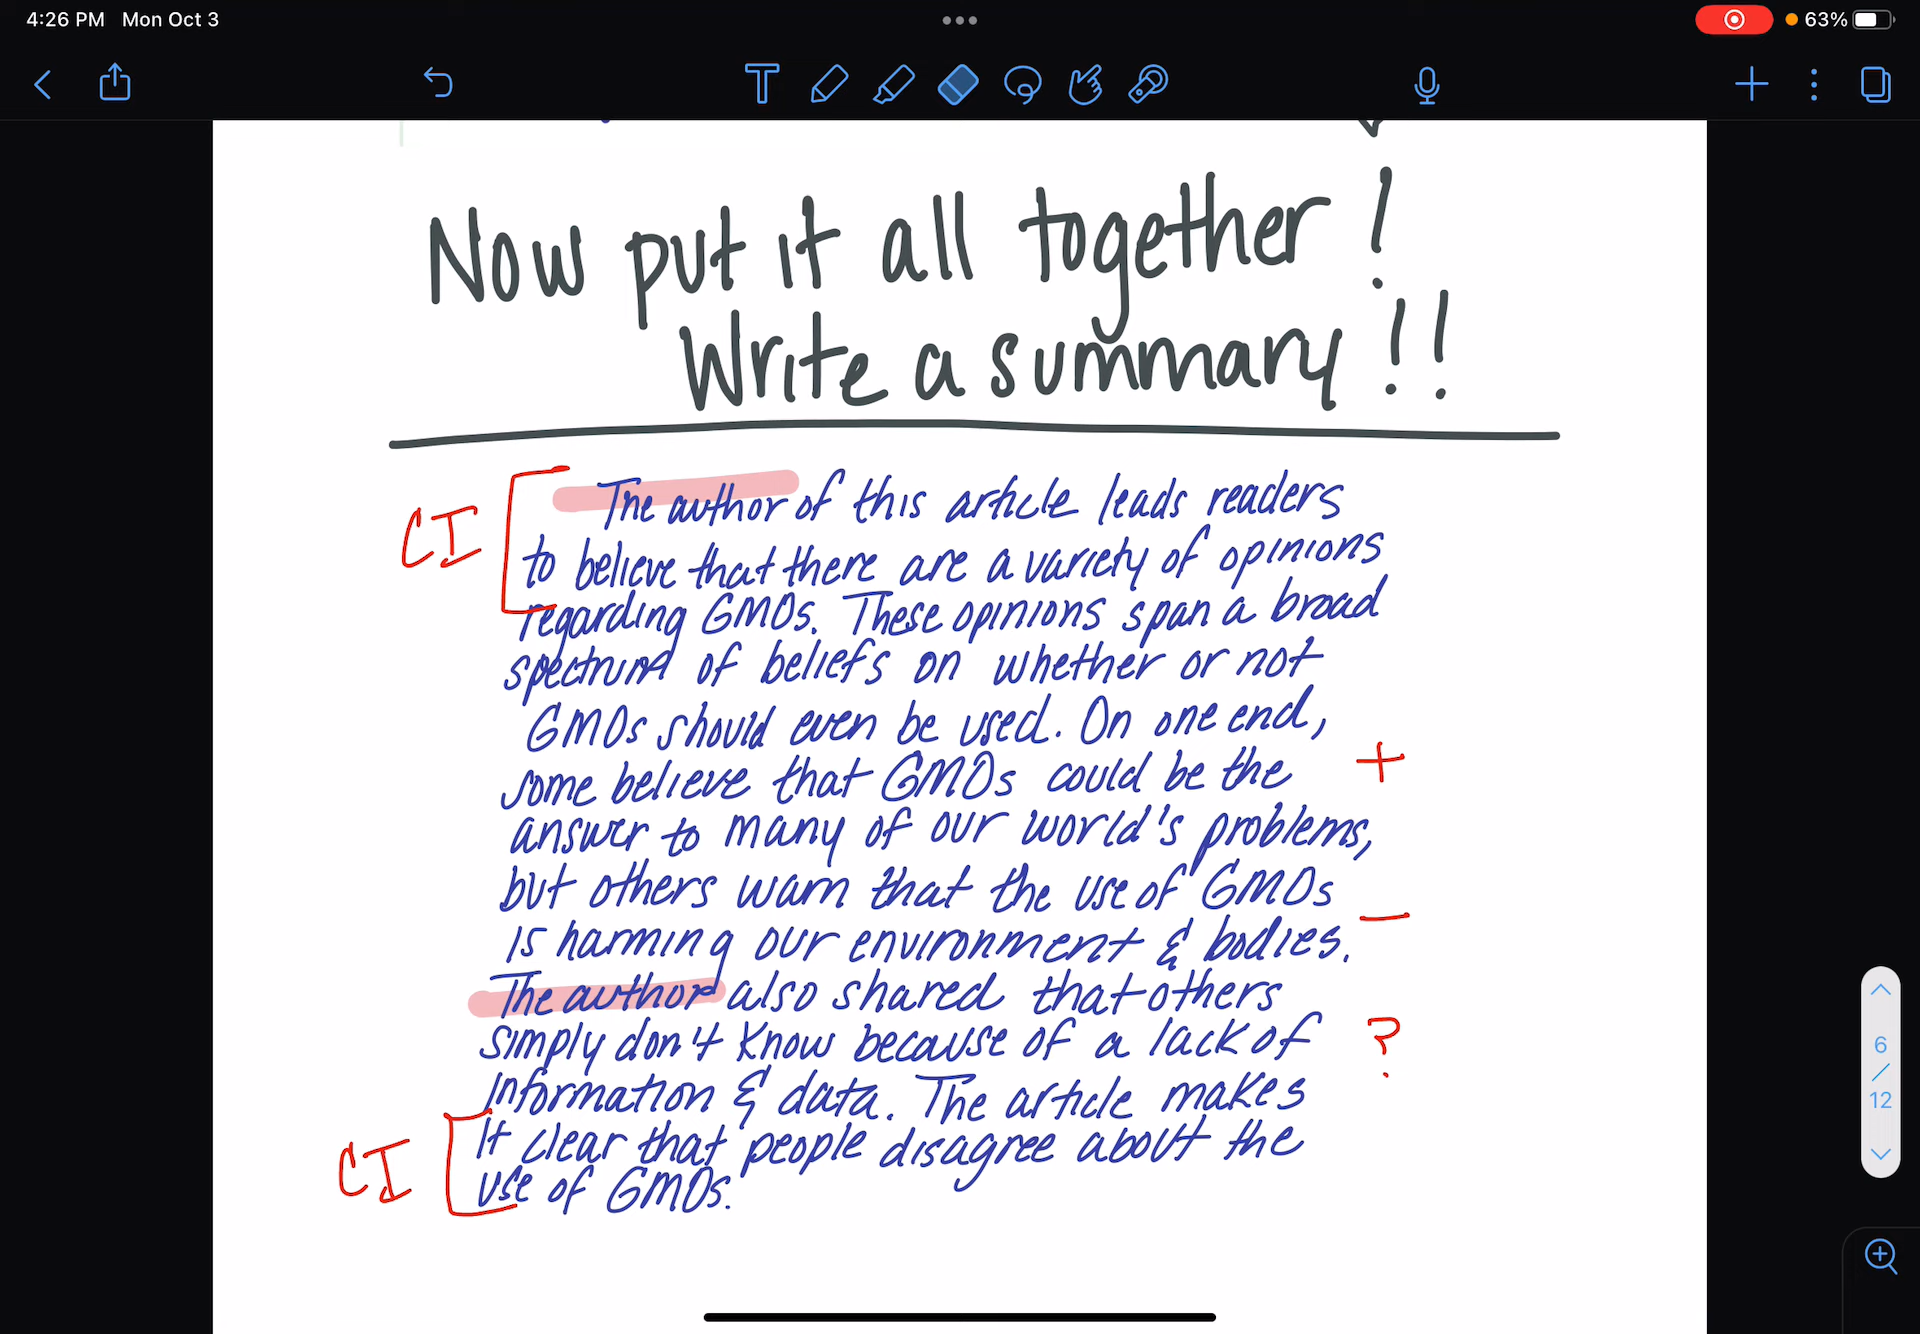 4:26 PM Mon Oct 3
63%
Now put it all together!
Write a summary!!
CI
The author of this article leads readers
to believe that there are a variety of opinions
regarding GMOs. These opinions span a broad
spectrum of beliefs on whether or not
GMOs should even be used. On one end,
some believe that GMOs could be the +
answer to many of our world's problems,
but others warn that the use of GMOs –
is harming our environment & bodies.
The author also shared that others
simply don't know because of a lack of ?
information & data. The article makes
CI it clear that people disagree about the
use of GMOs.
6
/
12